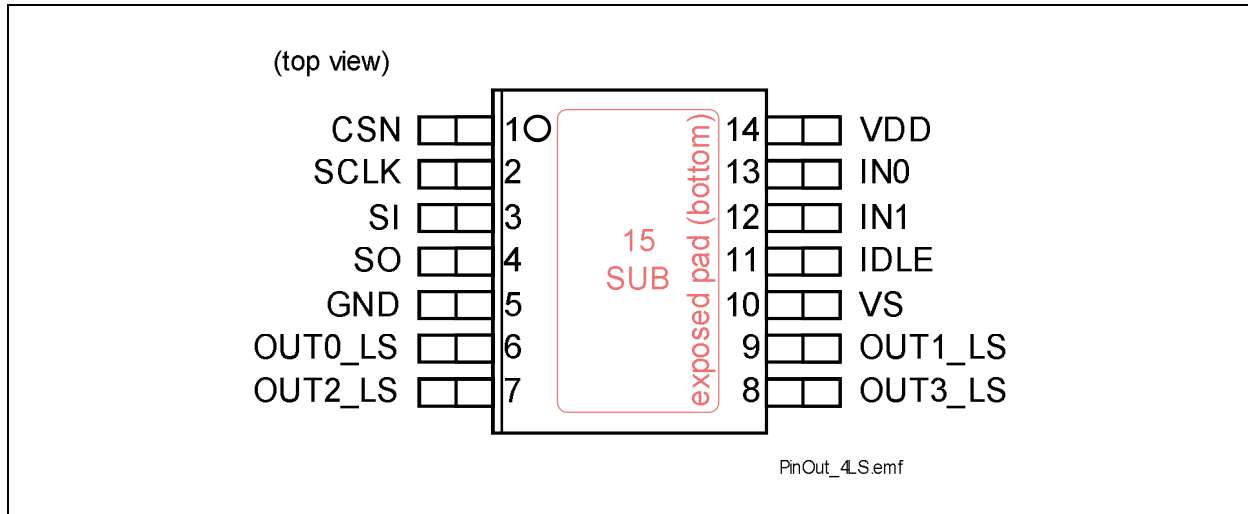 (top view)
CSN 1 14 VDD
SCLK 2 13 IN0
SI 3 12 IN1
SO 4 11 IDLE
GND 5 10 VS
OUT0_LS 6 9 OUT1_LS
OUT2_LS 7 8 OUT3_LS
15
SUB
exposed pad (bottom)
PinOut_4LS.emf